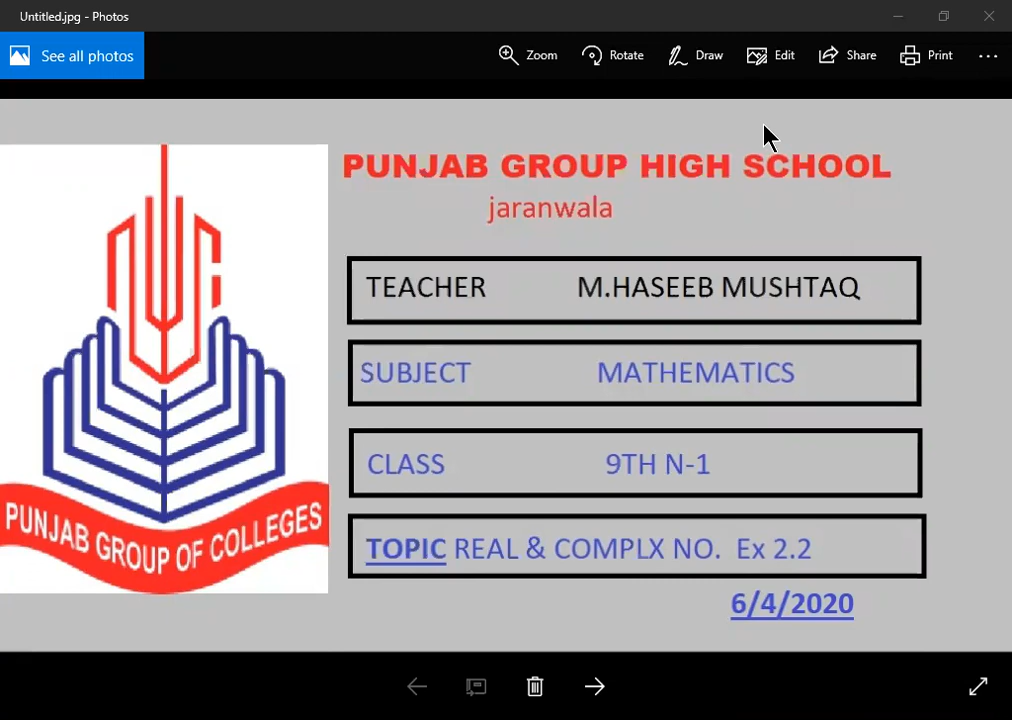 Untitled.jpg - Photos
See all photos
Zoom
Rotate
Draw
Edit
Share
Print
PUNJAB GROUP HIGH SCHOOL
jaranwala
TEACHER M.HASEEB MUSHTAQ
SUBJECT MATHEMATICS
CLASS 9TH N-1
TOPIC REAL & COMPLX NO. Ex 2.2
6/4/2020
PUNJAB GROUP OF COLLEGES